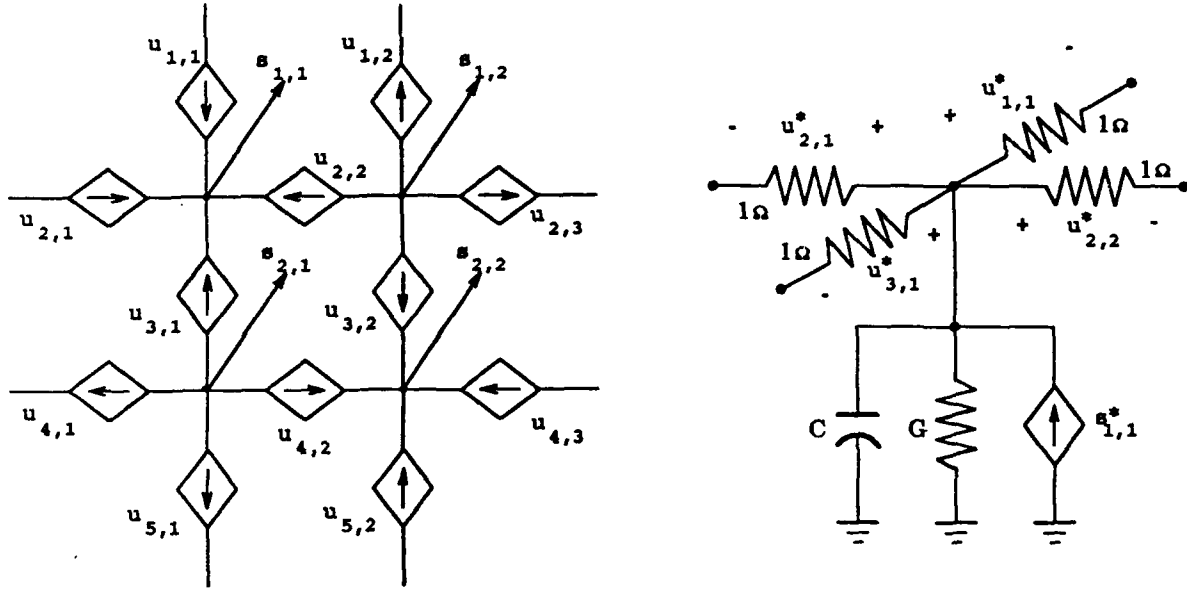 u1,1
s1,1
u1,2
s1,2
u2,1
u2,2
u2,3
s2,1
s2,2
u3,1
u3,2
u4,1
u4,2
u4,3
u5,1
u5,2
-
u*1,1
1Ω
- u*2,1 + +
1Ω
1Ω
+ u*2,2 -
1Ω
u*3,1
+
-
C
G
s*1,1